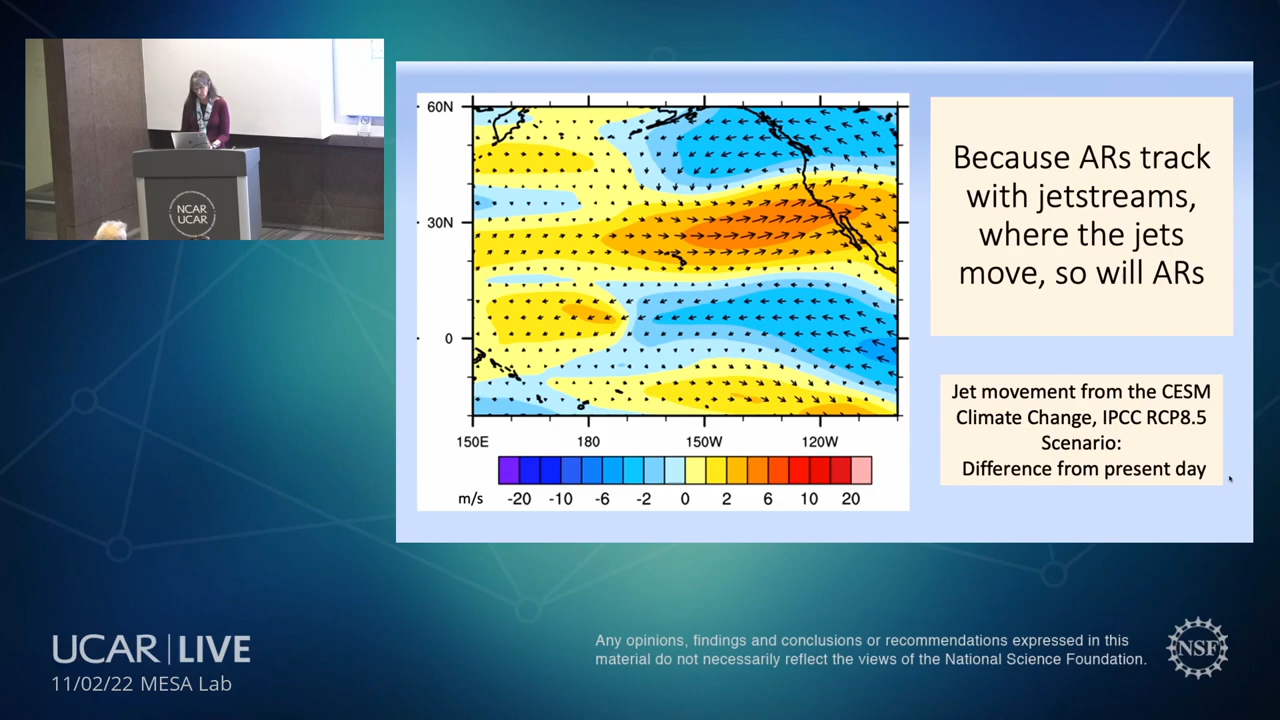 NCAR
UCAR
60N
30N
0
150E 180 150W 120W
m/s -20 -10 -6 -2 0 2 6 10 20
Because ARs track
with jetstreams,
where the jets
move, so will ARs
Jet movement from the CESM
Climate Change, IPCC RCP8.5
Scenario:
Difference from present day
UCAR | LIVE
11/02/22 MESA Lab
Any opinions, findings and conclusions or recommendations expressed in this
material do not necessarily reflect the views of the National Science Foundation.
NSF